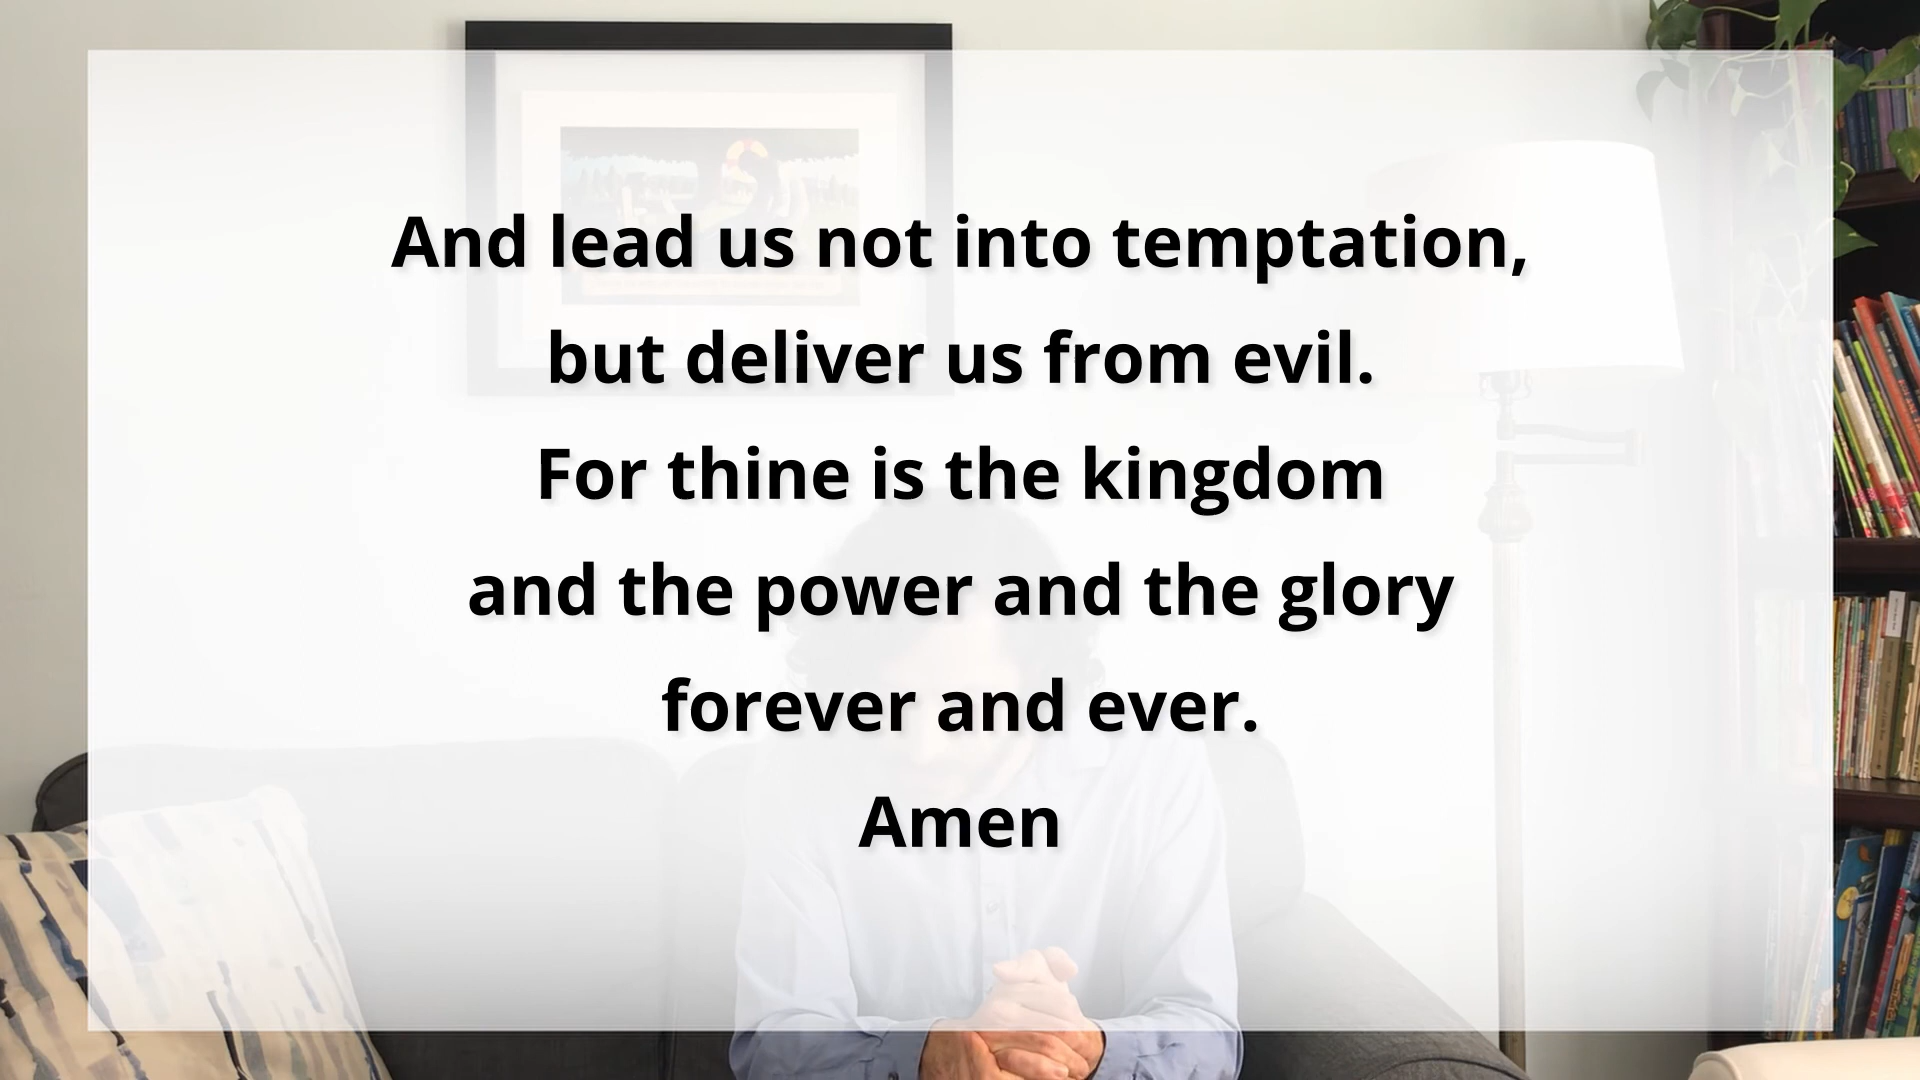 And lead us not into temptation,
but deliver us from evil.
For thine is the kingdom
and the power and the glory
forever and ever.
Amen